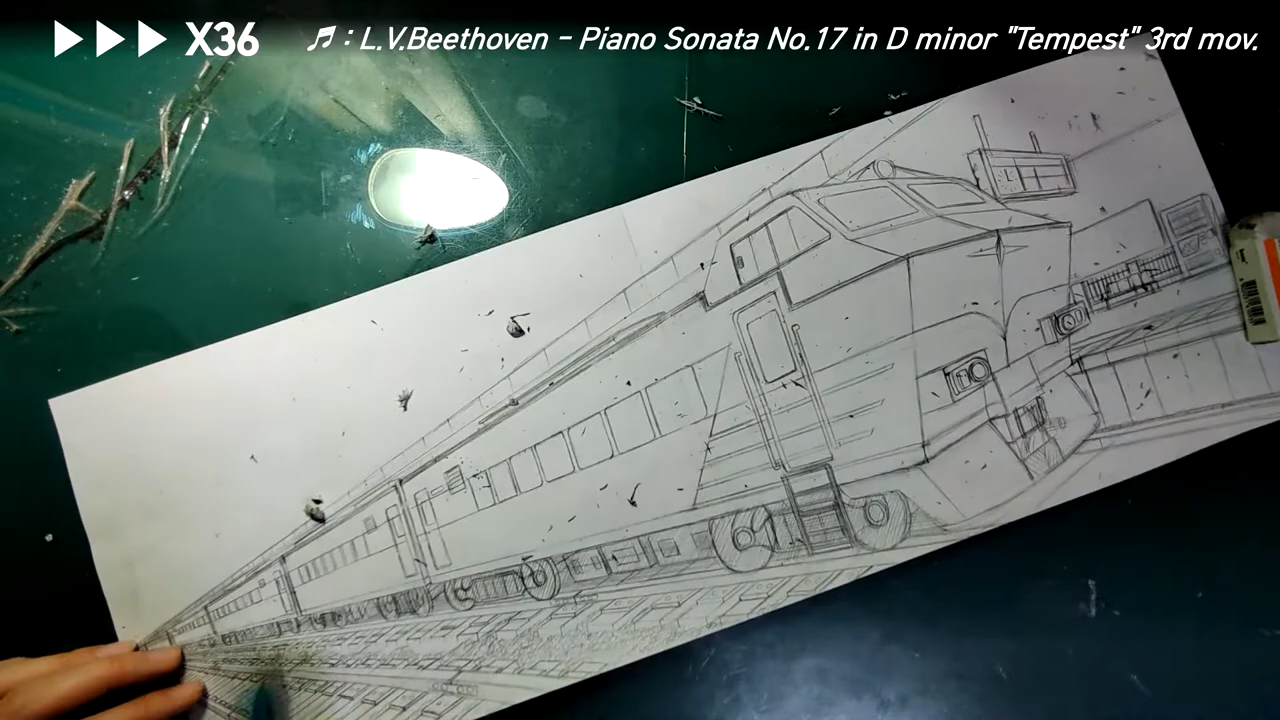 ▶▶▶ X36 ♬ : L.V.Beethoven - Piano Sonata No.17 in D minor "Tempest" 3rd mov.